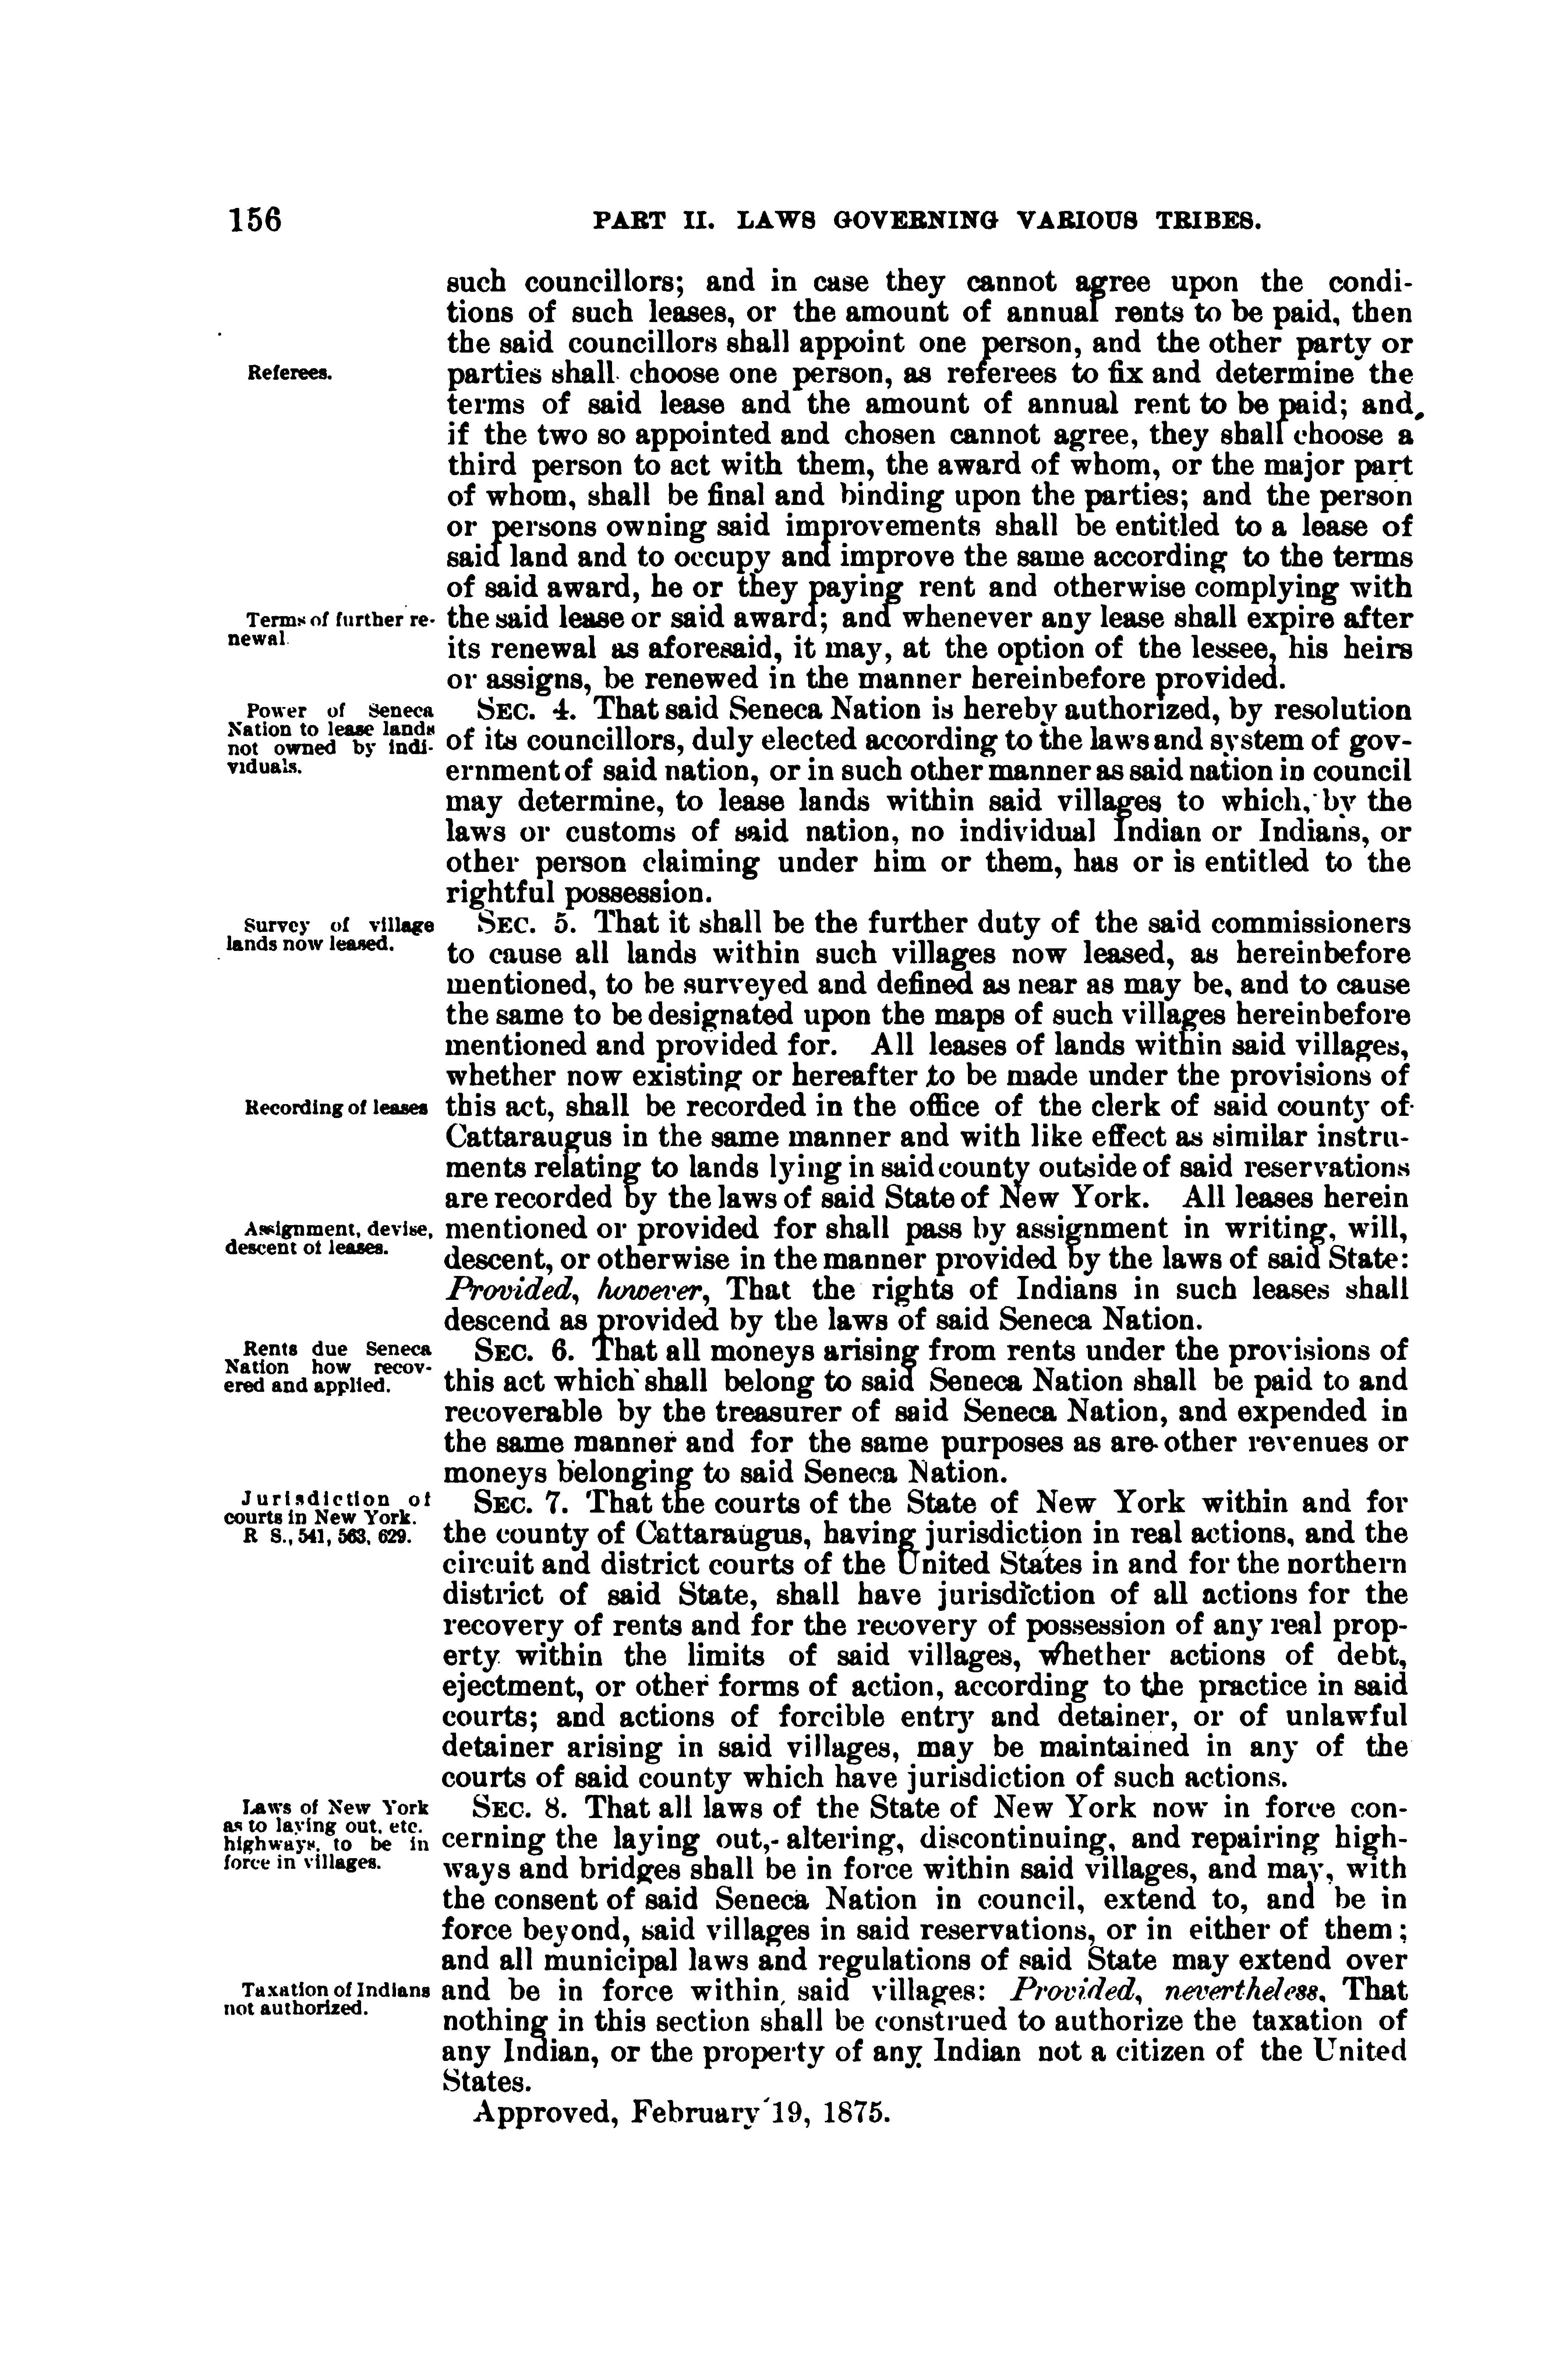 156 PART II. LAWS GOVERNING VARIOUS TRIBES.
such councillors; and in case they cannot agree upon the condi-
tions of such leases, or the amount of annual rents to be paid, then
the said councillors shall appoint one person, and the other party or
Referees.
parties shall choose one person, as referees to fix and determine the
terms of said lease and the amount of annual rent to be paid; and,
if the two so appointed and chosen cannot agree, they shall choose a
third person to act with them, the award of whom, or the major part
of whom, shall be final and binding upon the parties; and the person
or persons owning said improvements shall be entitled to a lease of
said land and to occupy and improve the same according to the terms
of said award, he or they paying rent and otherwise complying with
Terms of further re-
newal
the said lease or said award; and whenever any lease shall expire after
its renewal as aforesaid, it may, at the option of the lessee, his heirs
or assigns, be renewed in the manner hereinbefore provided.
Power of Seneca
Nation to lease lands
not owned by indi-
viduals.
SEC. 4. That said Seneca Nation is hereby authorized, by resolution
of its councillors, duly elected according to the laws and system of gov-
ernment of said nation, or in such other manner as said nation in council
may determine, to lease lands within said villages to which, by the
laws or customs of said nation, no individual Indian or Indians, or
other person claiming under him or them, has or is entitled to the
rightful possession.
Survey of village
lands now leased.
SEC. 5. That it shall be the further duty of the said commissioners
to cause all lands within such villages now leased, as hereinbefore
mentioned, to be surveyed and defined as near as may be, and to cause
the same to be designated upon the maps of such villages hereinbefore
mentioned and provided for. All leases of lands within said villages,
whether now existing or hereafter to be made under the provisions of
Recording of leases
this act, shall be recorded in the office of the clerk of said county of
Cattaraugus in the same manner and with like effect as similar instru-
ments relating to lands lying in said county outside of said reservations
are recorded by the laws of said State of New York. All leases herein
Assignment, devise,
descent of leases.
mentioned or provided for shall pass by assignment in writing, will,
descent, or otherwise in the manner provided by the laws of said State:
Provided, however, That the rights of Indians in such leases shall
descend as provided by the laws of said Seneca Nation.
Rents due Seneca
Nation how recov-
ered and applied.
SEC. 6. That all moneys arising from rents under the provisions of
this act which shall belong to said Seneca Nation shall be paid to and
recoverable by the treasurer of said Seneca Nation, and expended in
the same manner and for the same purposes as are other revenues or
moneys belonging to said Seneca Nation.
Jurisdiction of
courts in New York.
R S., 541, 563, 629.
SEC. 7. That the courts of the State of New York within and for
the county of Cattaraugus, having jurisdiction in real actions, and the
circuit and district courts of the United States in and for the northern
district of said State, shall have jurisdiction of all actions for the
recovery of rents and for the recovery of possession of any real prop-
erty within the limits of said villages, whether actions of debt,
ejectment, or other forms of action, according to the practice in said
courts; and actions of forcible entry and detainer, or of unlawful
detainer arising in said villages, may be maintained in any of the
courts of said county which have jurisdiction of such actions.
Laws of New York
as to laying out, etc.
highways, to be in
force in villages.
SEC. 8. That all laws of the State of New York now in force con-
cerning the laying out, altering, discontinuing, and repairing high-
ways and bridges shall be in force within said villages, and may, with
the consent of said Seneca Nation in council, extend to, and be in
force beyond, said villages in said reservations, or in either of them;
and all municipal laws and regulations of said State may extend over
Taxation of Indians
not authorized.
and be in force within said villages: Provided, nevertheless, That
nothing in this section shall be construed to authorize the taxation of
any Indian, or the property of any Indian not a citizen of the United
States.
Approved, February 19, 1875.